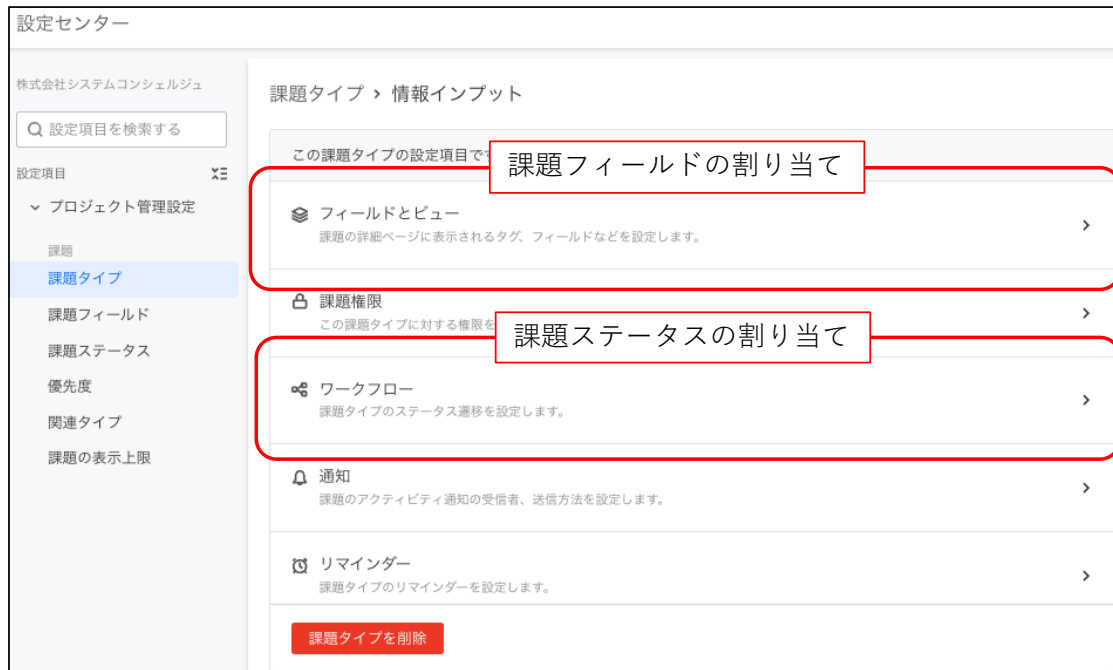 設定センター
株式会社システムコンシェルジュ
設定項目を検索する
設定項目
プロジェクト管理設定
課題
課題タイプ
課題フィールド
課題ステータス
優先度
関連タイプ
課題の表示上限
課題タイプ > 情報インプット
この課題タイプの設定項目で
課題フィールドの割り当て
フィールドとビュー
課題の詳細ページに表示されるタグ、フィールドなどを設定します。
課題権限
この課題タイプに対する権限を
課題ステータスの割り当て
ワークフロー
課題タイプのステータス遷移を設定します。
通知
課題のアクティビティ通知の受信者、送信方法を設定します。
リマインダー
課題タイプのリマインダーを設定します。
課題タイプを削除